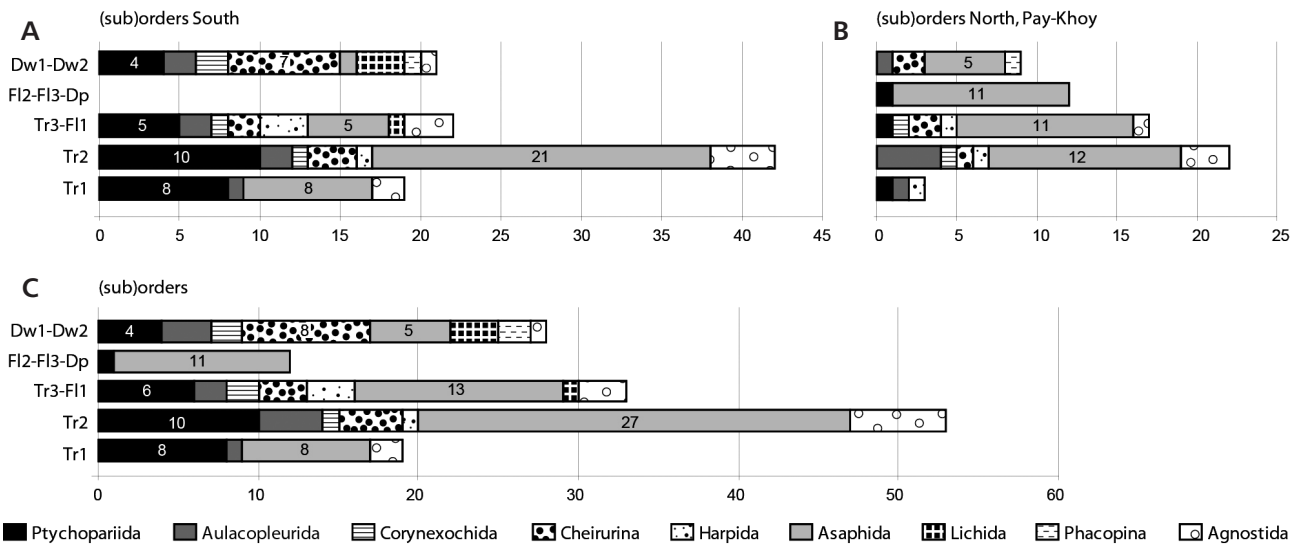 A
(sub)orders South
Dw1-Dw2 4 7
Fl2-Fl3-Dp
Tr3-Fl1 5 5
Tr2 10 21
Tr1 8 8
0 5 10 15 20 25 30 35 40 45
B
(sub)orders North, Pay-Khoy
5
11
11
12
0 5 10 15 20 25
C
(sub)orders
Dw1-Dw2 4 8 5
Fl2-Fl3-Dp 11
Tr3-Fl1 6 13
Tr2 10 27
Tr1 8 8
0 10 20 30 40 50 60
Ptychopariida Aulacopleurida Corynexochida Cheirurina Harpida Asaphida Lichida Phacopina Agnostida